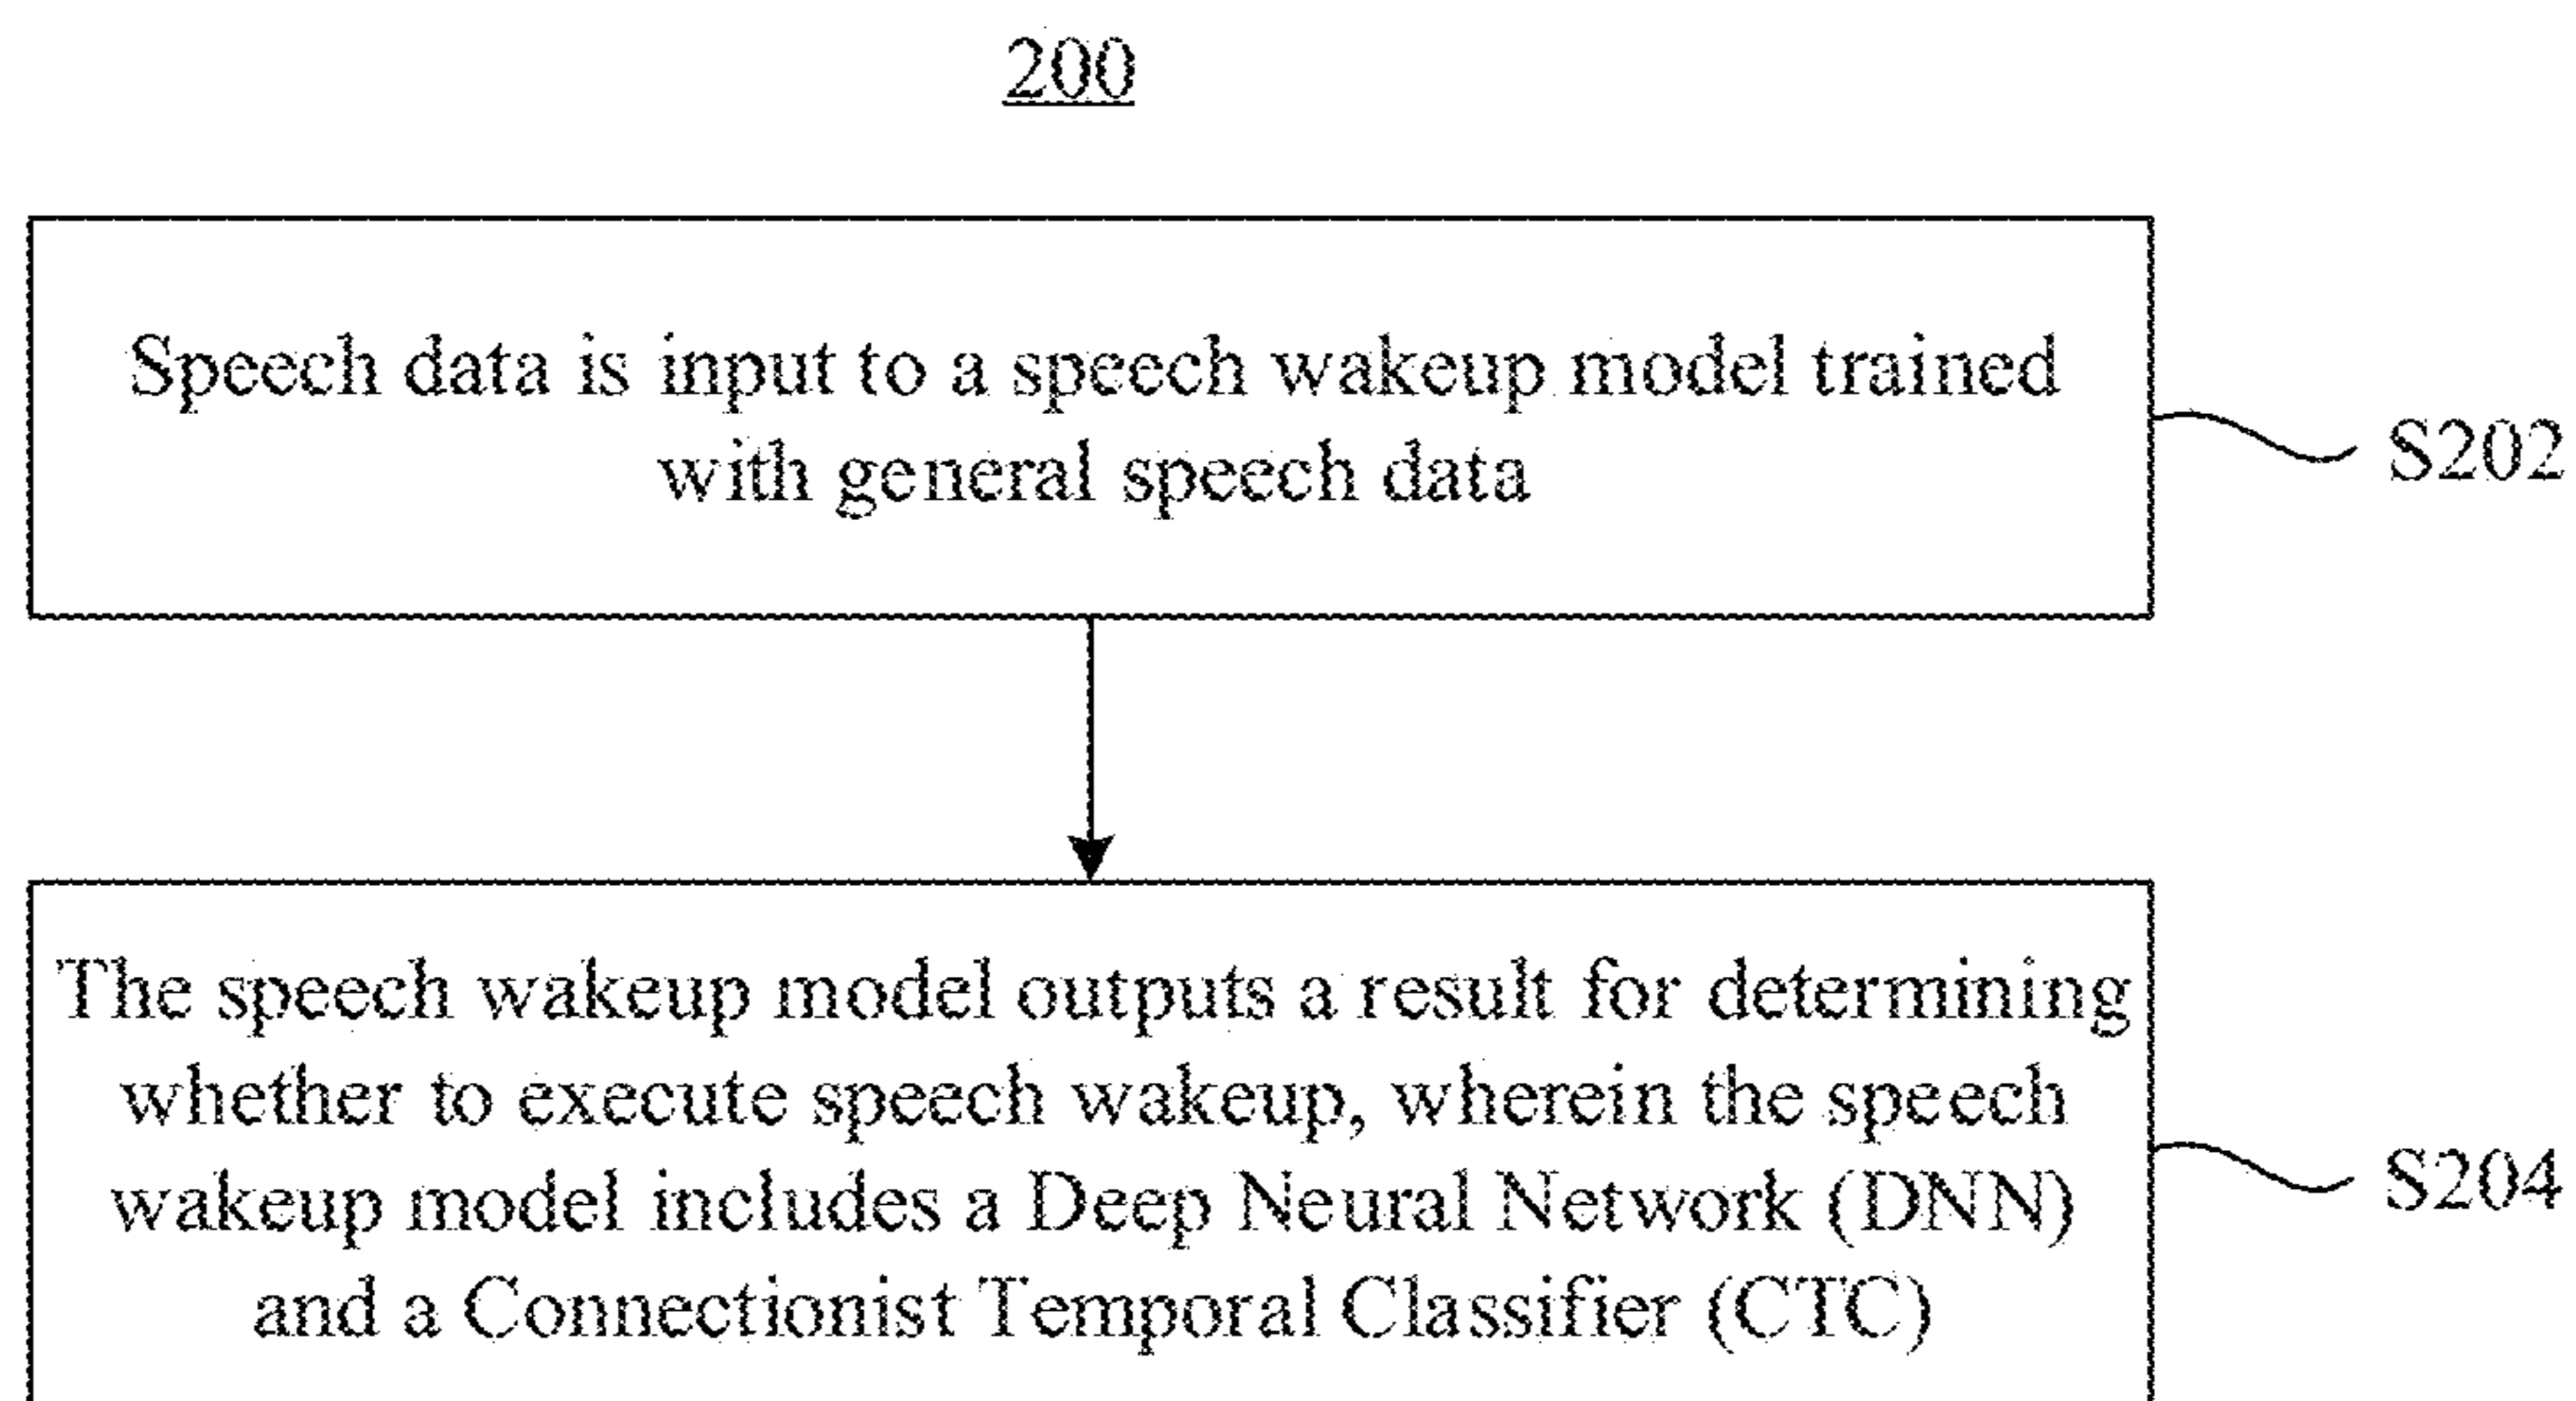 200
Speech data is input to a speech wakeup model trained
with general speech data
S202
The speech wakeup model outputs a result for determining
whether to execute speech wakeup, wherein the speech
wakeup model includes a Deep Neural Network (DNN)
and a Connectionist Temporal Classifier (CTC)
S204